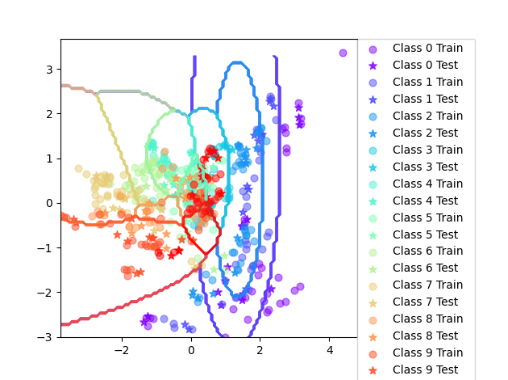 3
2
1
0
−1
−2
−3
−2
0
2
4
Class 0 Train
Class 0 Test
Class 1 Train
Class 1 Test
Class 2 Train
Class 2 Test
Class 3 Train
Class 3 Test
Class 4 Train
Class 4 Test
Class 5 Train
Class 5 Test
Class 6 Train
Class 6 Test
Class 7 Train
Class 7 Test
Class 8 Train
Class 8 Test
Class 9 Train
Class 9 Test